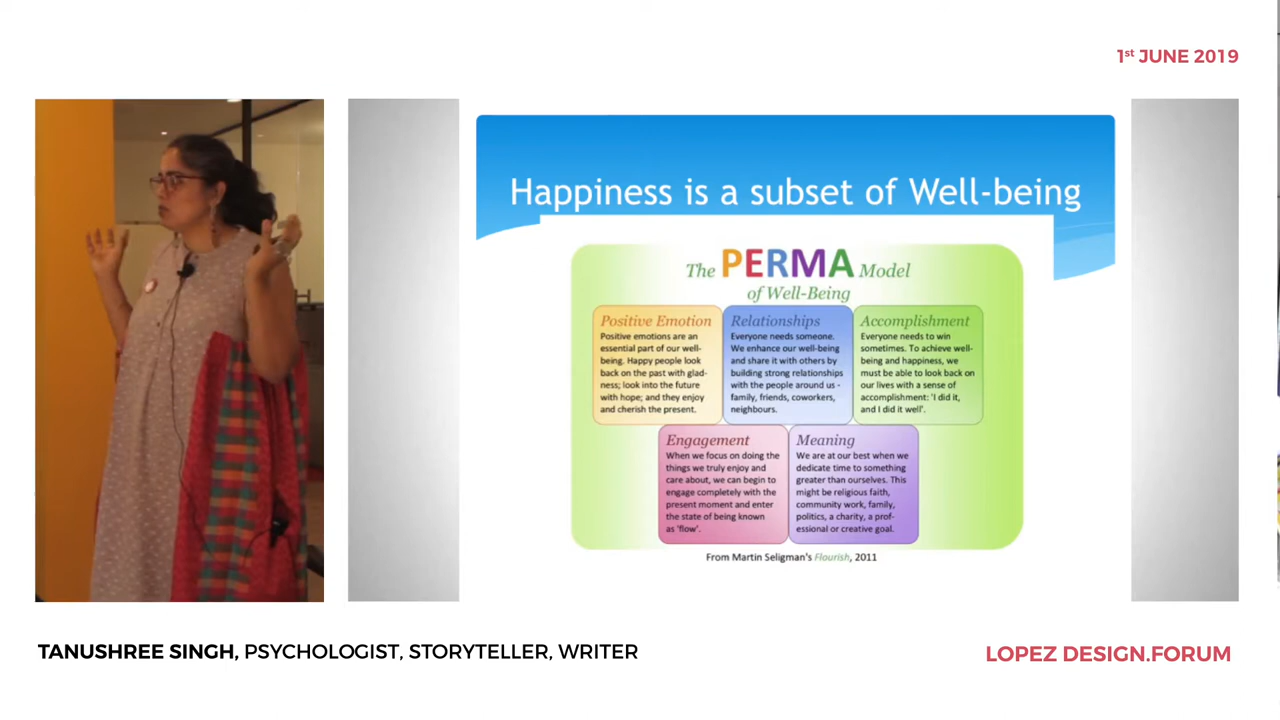 1st JUNE 2019
Happiness is a subset of Well-being
The PERMA Model
of Well-Being
Positive Emotion
Positive emotions are an
essential part of our well-
being. Happy people look
back on the past with glad-
ness; look into the future
with hope; and they enjoy
and cherish the present.
Relationships
Everyone needs someone.
We enhance our well-being
and share it with others by
building strong relationships
with the people around us -
family, friends, coworkers,
neighbours.
Accomplishment
Everyone needs to win
sometimes. To achieve well-
being and happiness, we
must be able to look back on
our lives with a sense of
accomplishment: 'I did it,
and I did it well'.
Engagement
When we focus on doing the
things we truly enjoy and
care about, we can begin to
engage completely with the
present moment and enter
the state of being known
as 'flow'.
Meaning
We are at our best when we
dedicate time to something
greater than ourselves. This
might be religious faith,
community work, family,
politics, a charity, a prof-
essional or creative goal.
From Martin Seligman's Flourish, 2011
TANUSHREE SINGH, PSYCHOLOGIST, STORYTELLER, WRITER
LOPEZ DESIGN.FORUM